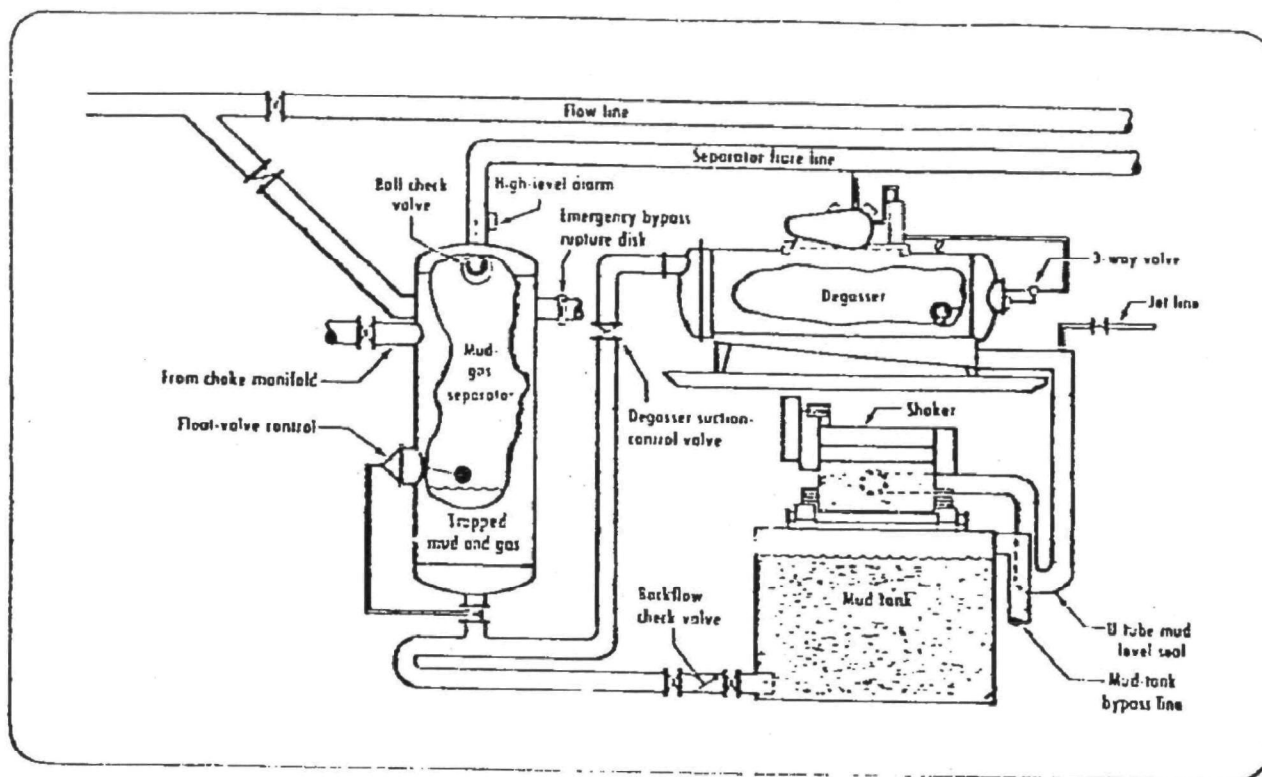 Flow line
Separator flare line
Ball check
valve
High-level alarm
Emergency bypass
rupture disk
3-way valve
Degasser
Jet line
Mud-
gas
separator
From choke manifold
Float-valve control
Degasser suction-
control valve
Shaker
Trapped
mud and gas
Backflow
check valve
Mud tank
U tube mud
level seal
Mud-tank
bypass line